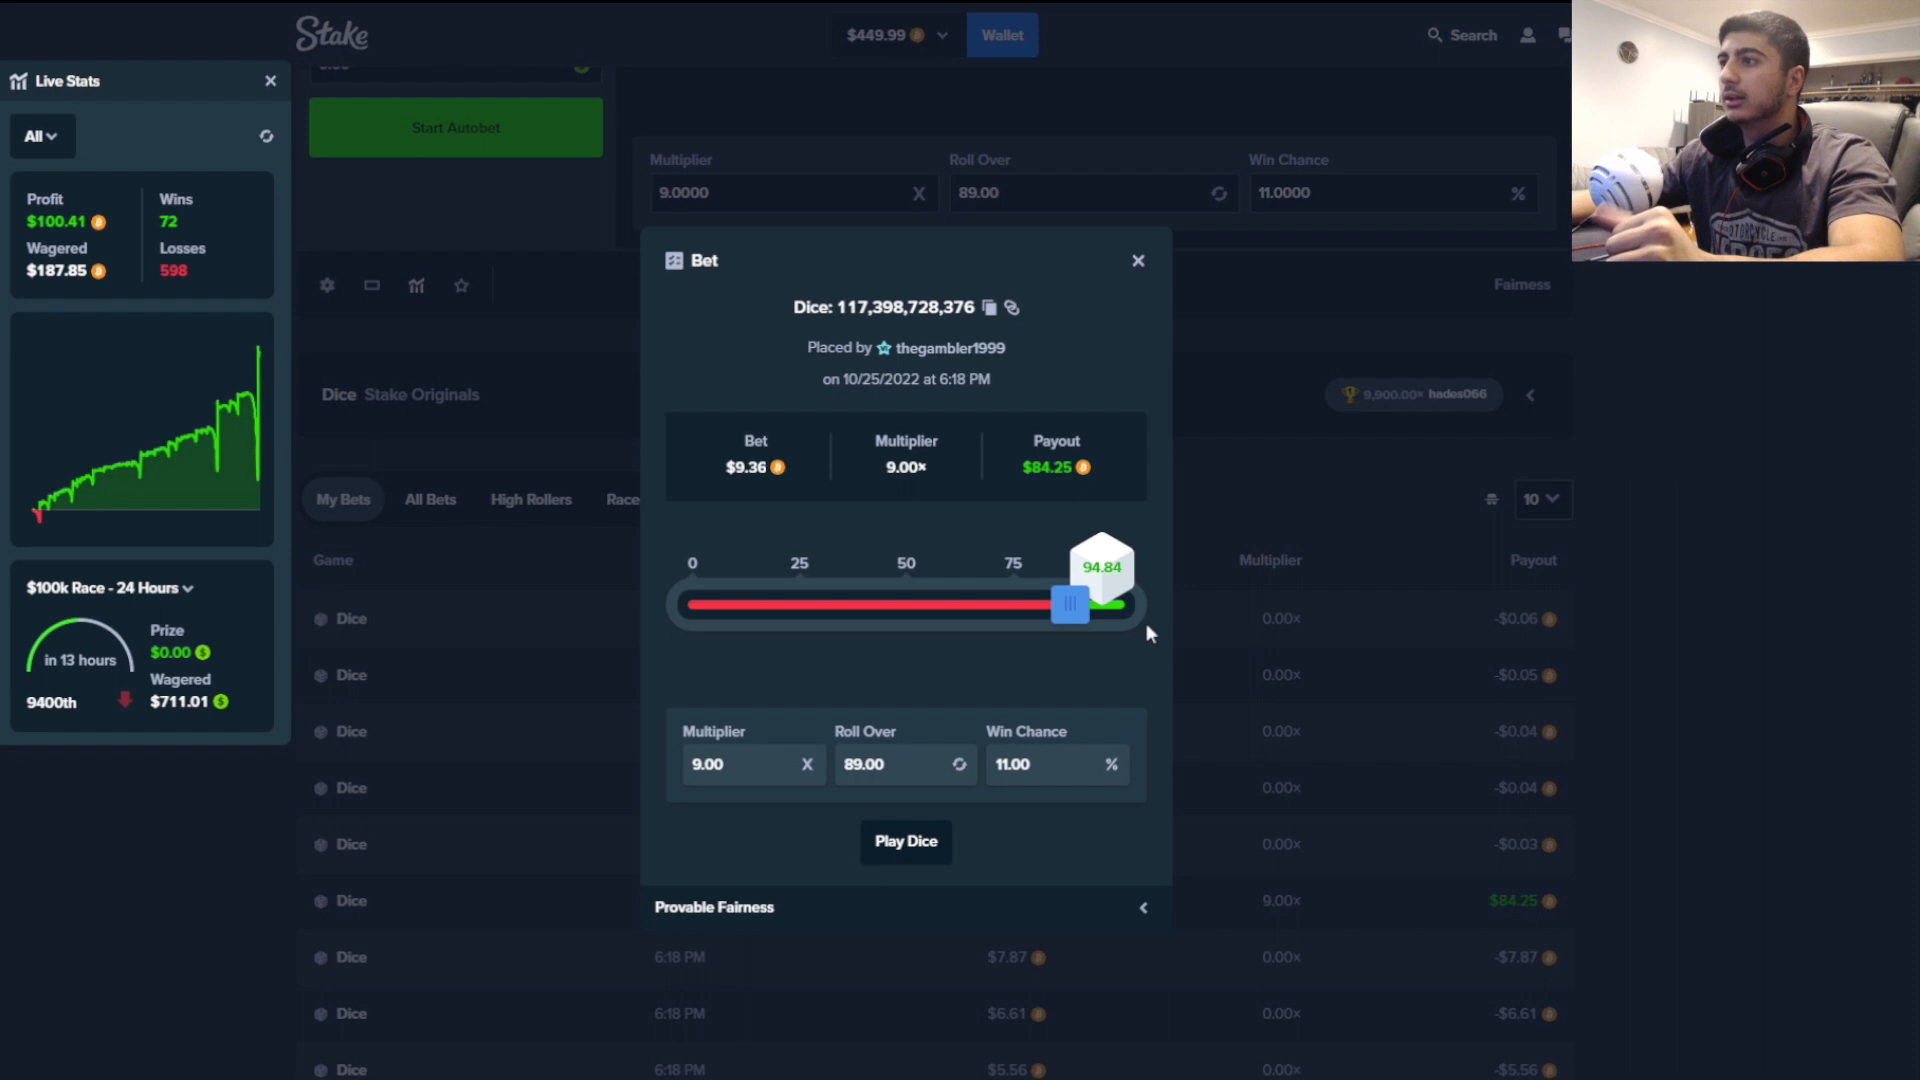 Stake
$449.99
Wallet
Search
Live Stats
All
Profit
$100.41
Wins
72
Wagered
$187.85
Losses
598
$100k Race - 24 Hours
in 13 hours
9400th
Prize
$0.00
Wagered
$711.01
Start Autobet
Multiplier
Roll Over
Win Chance
9.0000
89.00
11.0000 %
Fairness
Dice Stake Originals
9,900.00× hades066
My Bets
All Bets
High Rollers
Race
10
Game
Multiplier
Payout
Dice 0.00× -$0.06
Dice 0.00× -$0.05
Dice 0.00× -$0.04
Dice 0.00× -$0.04
Dice 0.00× -$0.03
Dice 9.00× $84.25
Dice 6:18 PM $7.87 0.00× -$7.87
Dice 6:18 PM $6.61 0.00× -$6.61
Dice 6:18 PM $5.56 0.00× -$5.56
Bet
Dice: 117,398,728,376
Placed by thegambler1999
on 10/25/2022 at 6:18 PM
Bet
Multiplier
Payout
$9.36
9.00×
$84.25
0 25 50 75
94.84
Multiplier
Roll Over
Win Chance
9.00
89.00
11.00 %
Play Dice
Provable Fairness